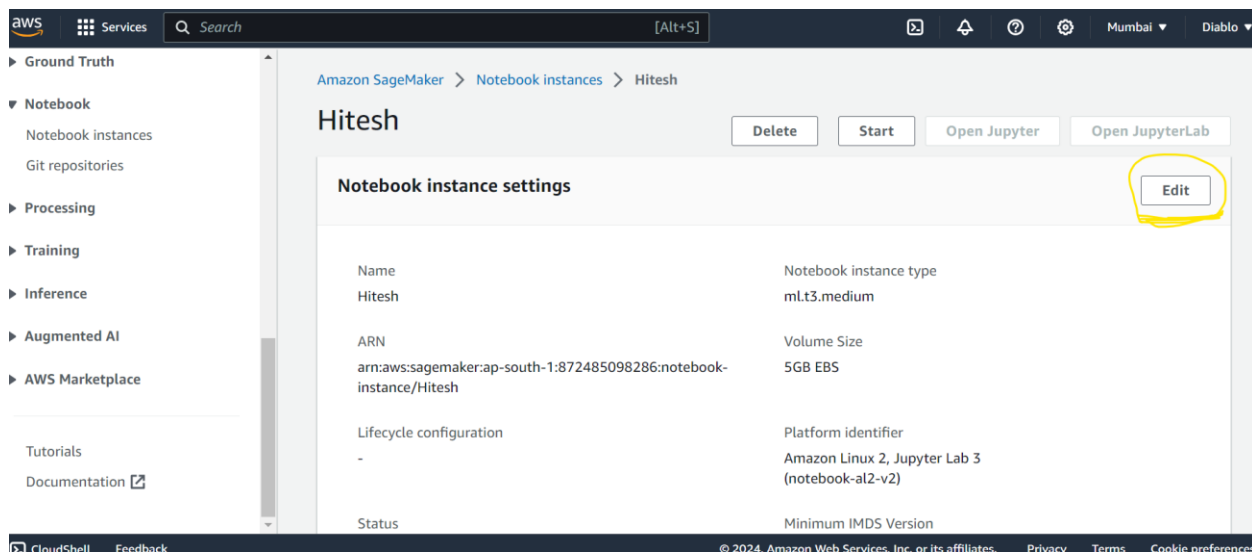 aws Services Search [Alt+S] Mumbai Diablo
Ground Truth
Notebook
Notebook instances
Git repositories
Processing
Training
Inference
Augmented AI
AWS Marketplace
Tutorials
Documentation
Amazon SageMaker > Notebook instances > Hitesh
Hitesh
Delete Start Open Jupyter Open JupyterLab
Notebook instance settings
Edit
Name
Hitesh
Notebook instance type
ml.t3.medium
ARN
arn:aws:sagemaker:ap-south-1:872485098286:notebook-
instance/Hitesh
Volume Size
5GB EBS
Lifecycle configuration
-
Platform identifier
Amazon Linux 2, Jupyter Lab 3
(notebook-al2-v2)
Status
Minimum IMDS Version
CloudShell Feedback © 2024, Amazon Web Services, Inc. or its affiliates. Privacy Terms Cookie preferences